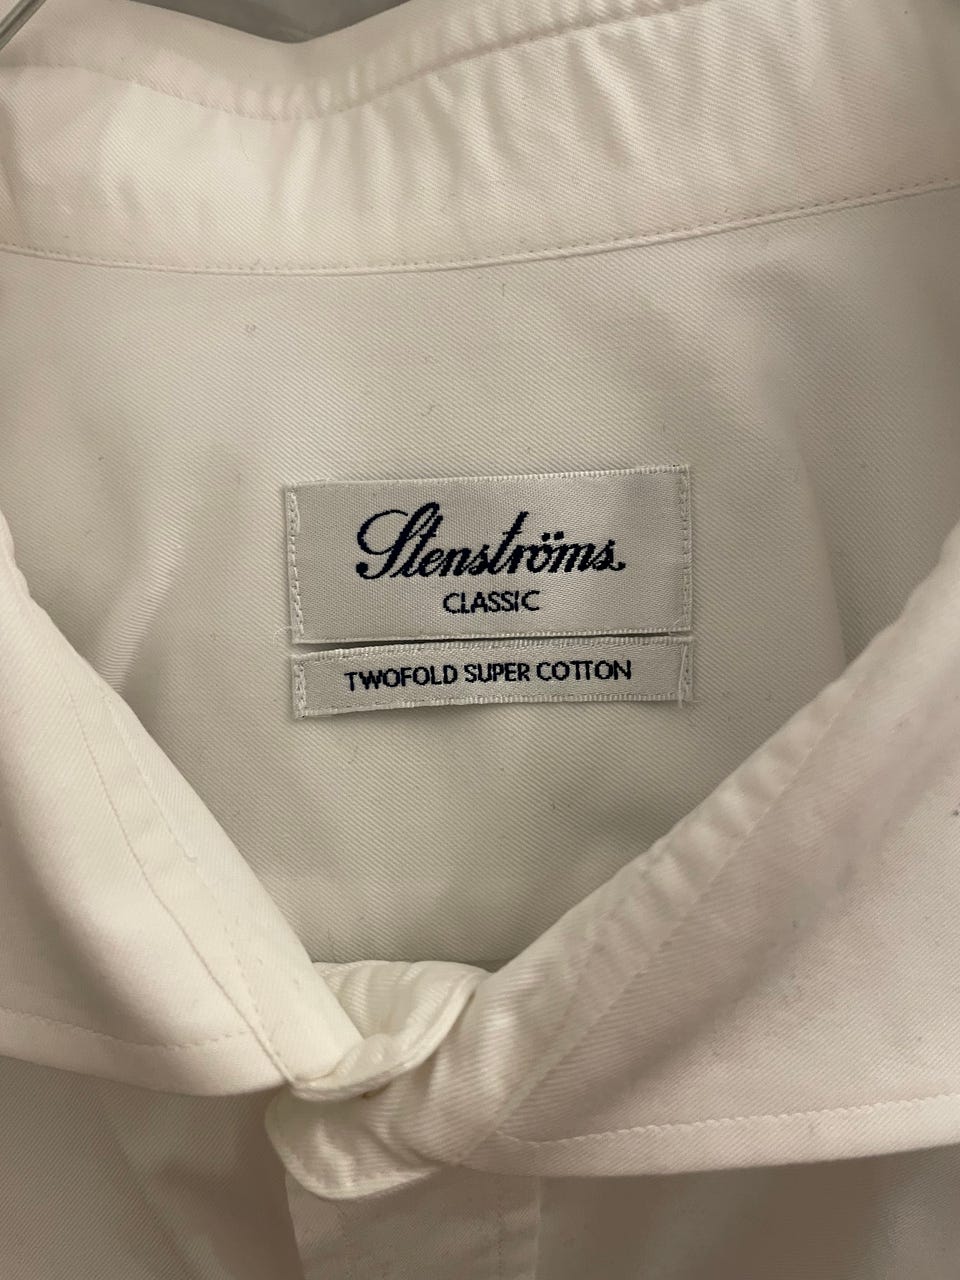 Stenströms
CLASSIC
TWOFOLD SUPER COTTON